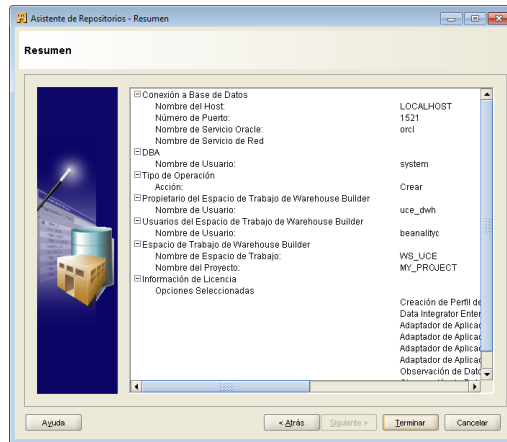 Asistente de Repositorios - Resumen
Resumen
Conexión a Base de Datos
Nombre del Host: LOCALHOST
Número de Puerto: 1521
Nombre de Servicio Oracle: orcl
Nombre de Servicio de Red
DBA
Nombre de Usuario: system
Tipo de Operación
Acción: Crear
Propietario del Espacio de Trabajo de Warehouse Builder
Nombre de Usuario: uce_dwh
Usuarios del Espacio de Trabajo de Warehouse Builder
Nombre de Usuario: beanalityc
Espacio de Trabajo de Warehouse Builder
Nombre de Espacio de Trabajo: WS_UCE
Nombre del Proyecto: MY_PROJECT
Información de Licencia
Opciones Seleccionadas
Creación de Perfil de
Data Integrator Enter
Adaptador de Aplicac
Adaptador de Aplicac
Adaptador de Aplicac
Observación de Dato
Ayuda < Atrás Siguiente > Terminar Cancelar